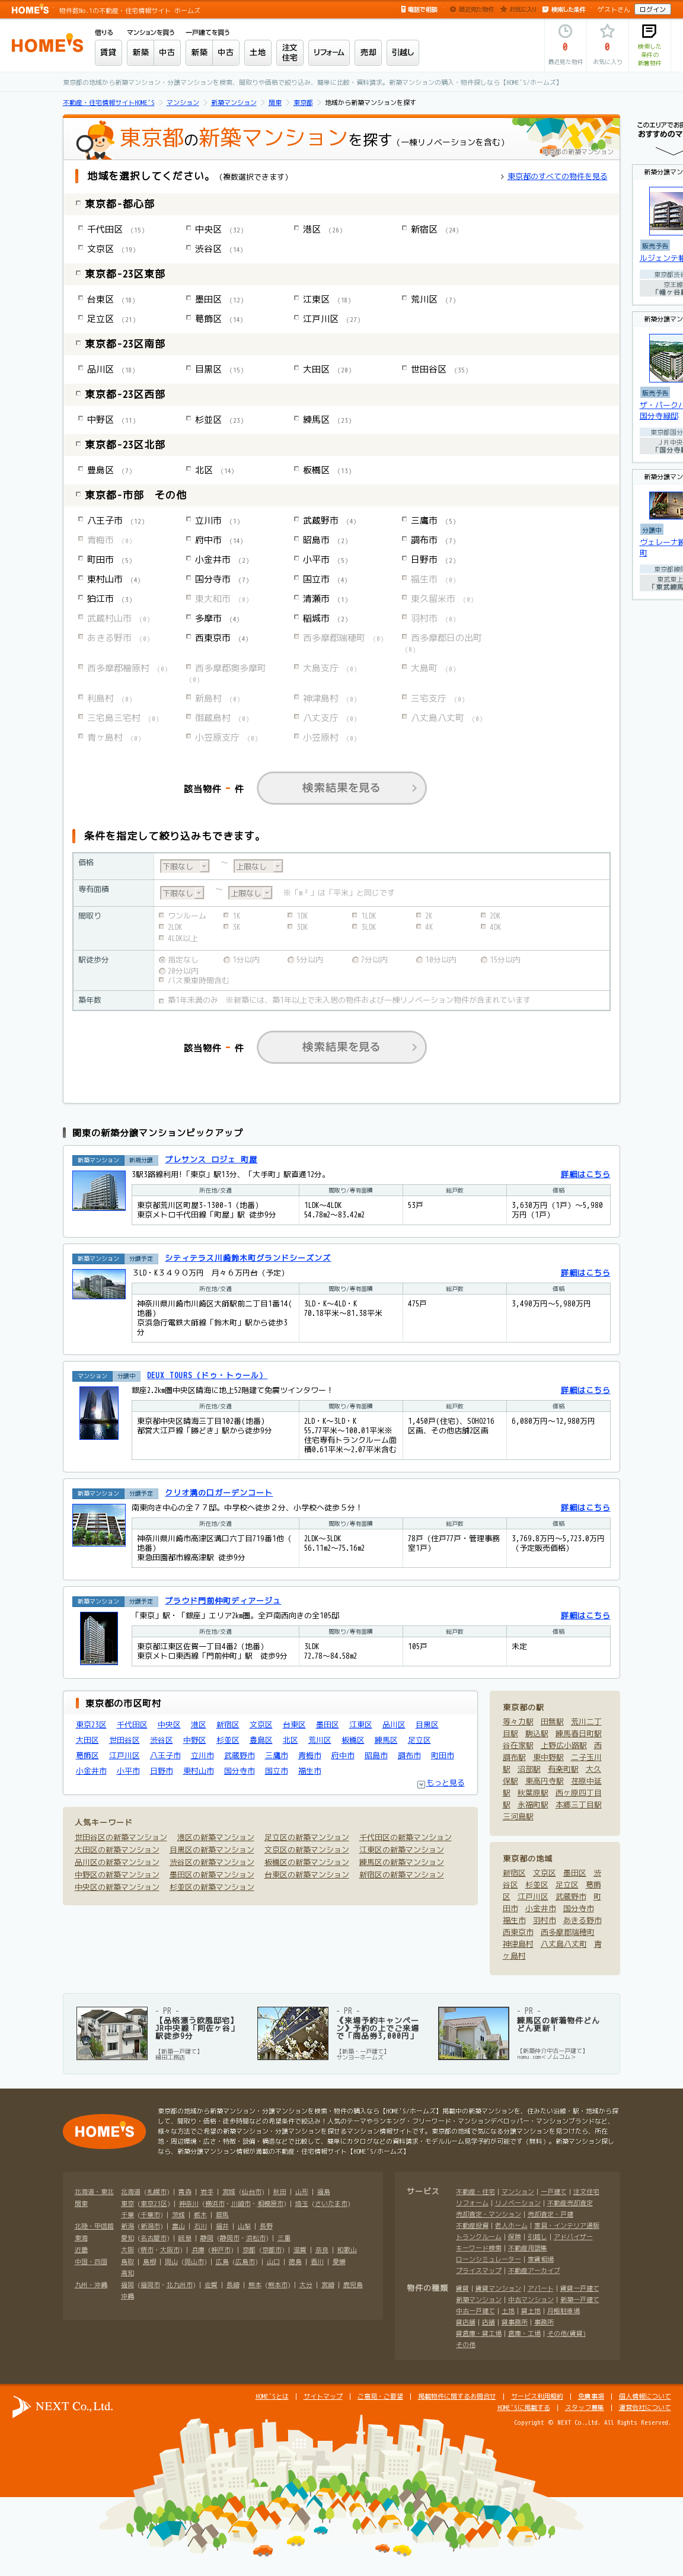 HOME'S 物件数No.1の不動産・住宅情報サイト ホームズ
電話で相談 最近見た物件 お気に入り 検索した条件 ゲストさん ログイン
HOME'S
借りる マンションを買う 一戸建てを買う
賃貸 新築 中古 新築 中古 土地 注文住宅 リフォーム 売却 引越し
0 最近見た物件
0 お気に入り
検索した条件の新着物件
東京都の地域から新築マンション・分譲マンションを検索、間取りや価格で絞り込み、簡単に比較・資料請求。新築マンションの購入・物件探しなら【HOME'S/ホームズ】
不動産・住宅情報サイトHOME'S > マンション > 新築マンション > 関東 > 東京都 > 地域から新築マンションを探す
東京都の新築マンションを探す（一棟リノベーションを含む）
東京都の新築マンション
地域を選択してください。（複数選択できます）
東京都のすべての物件を見る
東京都-都心部
千代田区 (15) 中央区 (32) 港区 (26) 新宿区 (24)
文京区 (19) 渋谷区 (14)
東京都-23区東部
台東区 (18) 墨田区 (12) 江東区 (18) 荒川区 (7)
足立区 (21) 葛飾区 (14) 江戸川区 (27)
東京都-23区南部
品川区 (18) 目黒区 (15) 大田区 (20) 世田谷区 (35)
東京都-23区西部
中野区 (11) 杉並区 (23) 練馬区 (23)
東京都-23区北部
豊島区 (7) 北区 (14) 板橋区 (13)
東京都-市部 その他
八王子市 (12) 立川市 (1) 武蔵野市 (4) 三鷹市 (5)
青梅市 (0) 府中市 (14) 昭島市 (2) 調布市 (7)
町田市 (5) 小金井市 (2) 小平市 (5) 日野市 (2)
東村山市 (4) 国分寺市 (7) 国立市 (4) 福生市 (0)
狛江市 (3) 東大和市 (0) 清瀬市 (1) 東久留米市 (0)
武蔵村山市 (0) 多摩市 (4) 稲城市 (2) 羽村市 (0)
あきる野市 (0) 西東京市 (4) 西多摩郡瑞穂町 (0) 西多摩郡日の出町 (0)
西多摩郡檜原村 (0) 西多摩郡奥多摩町 (0) 大島支庁 (0) 大島町 (0)
利島村 (0) 新島村 (0) 神津島村 (0) 三宅支庁 (0)
三宅島三宅村 (0) 御蔵島村 (0) 八丈支庁 (0) 八丈島八丈町 (0)
青ヶ島村 (0) 小笠原支庁 (0) 小笠原村 (0)
該当物件 - 件 検索結果を見る
条件を指定して絞り込みもできます。
価格 下限なし ～ 上限なし
専有面積 下限なし ～ 上限なし ※「m²」は「平米」と同じです
間取り ワンルーム 1K 1DK 1LDK 2K 2DK
2LDK 3K 3DK 3LDK 4K 4DK
4LDK以上
駅徒歩分 指定なし 1分以内 5分以内 7分以内 10分以内 15分以内
20分以内
バス乗車時間含む
築年数 築1年未満のみ ※新築には、築1年以上で未入居の物件および一棟リノベーション物件が含まれています
該当物件 - 件 検索結果を見る
このエリアでお
おすすめのマ
新築分譲マン
販売予告
ルジェンテ
東京都渋谷
京王線
「幡ヶ谷
新築分譲マン
販売予告
ザ・パークハ
国分寺緑邸
東京都国分
JR中央
「国分寺
新築分譲マン
分譲中
ヴェレーナ
町
東京都練
東武東上
「東武練馬
関東の新築分譲マンションピックアップ
新築マンション 新規分譲 プレサンス ロジェ 町屋
3駅3路線利用!「東京」駅13分、「大手町」駅直通12分。 詳細はこちら
所在地/交通 間取り/専有面積 総戸数 価格
東京都荒川区町屋3-1300-1(地番) 1LDK～4LDK 53戸 3,630万円（1戸）～5,980万円（1戸）
東京メトロ千代田線「町屋」駅 徒歩9分 54.78m2～83.42m2
新築マンション 分譲予定 シティテラス川崎鈴木町グランドシーズンズ
3LD・K3490万円 月々6万円台（予定） 詳細はこちら
所在地/交通 間取り/専有面積 総戸数 価格
神奈川県川崎市川崎区大師駅前二丁目1番14(地番) 3LD・K～4LD・K 475戸 3,490万円～5,980万円
京浜急行電鉄大師線「鈴木町」駅から徒歩3分 70.18平米～81.38平米
マンション 分譲中 DEUX TOURS（ドゥ・トゥール）
銀座2.2km圏中央区晴海に地上52階建て免震ツインタワー！ 詳細はこちら
所在地/交通 間取り/専有面積 総戸数 価格
東京都中央区晴海三丁目102番(地番) 2LD・K～3LD・K 1,450戸(住宅)、SOHO216区画、その他店舗2区画 6,080万円～12,980万円
都営大江戸線「勝どき」駅から徒歩9分 55.77平米～100.01平米※住宅専有トランクルーム面積0.61平米～2.07平米含む
新築マンション 分譲予定 クリオ溝の口ガーデンコート
南東向き中心の全77邸。中学校へ徒歩2分、小学校へ徒歩5分！ 詳細はこちら
所在地/交通 間取り/専有面積 総戸数 価格
神奈川県川崎市高津区溝口六丁目719番1他（地番） 2LDK～3LDK 78戸（住戸77戸・管理事務室1戸） 3,769.8万円～5,723.0万円（予定販売価格）
東急田園都市線高津駅 徒歩9分 56.11m2～75.16m2
新築マンション 分譲予定 プラウド門前仲町ディアージュ
「東京」駅・「銀座」エリア2km圏。全戸南西向きの全105邸 詳細はこちら
所在地/交通 間取り/専有面積 総戸数 価格
東京都江東区佐賀一丁目4番2(地番) 3LDK 105戸 未定
東京メトロ東西線「門前仲町」駅 徒歩9分 72.78～84.58m2
東京都の市区町村
東京23区 千代田区 中央区 港区 新宿区 文京区 台東区 墨田区 江東区 品川区 目黒区
大田区 世田谷区 渋谷区 中野区 杉並区 豊島区 北区 荒川区 板橋区 練馬区 足立区
葛飾区 江戸川区 八王子市 立川市 武蔵野市 三鷹市 青梅市 府中市 昭島市 調布市 町田市
小金井市 小平市 日野市 東村山市 国分寺市 国立市 福生市
もっと見る
人気キーワード
世田谷区の新築マンション 港区の新築マンション 足立区の新築マンション 千代田区の新築マンション
大田区の新築マンション 目黒区の新築マンション 文京区の新築マンション 江東区の新築マンション
品川区の新築マンション 渋谷区の新築マンション 板橋区の新築マンション 練馬区の新築マンション
中野区の新築マンション 墨田区の新築マンション 台東区の新築マンション 新宿区の新築マンション
中央区の新築マンション 杉並区の新築マンション
東京都の駅
等々力駅 田無駅 荒川二丁目駅 駒込駅 練馬春日町駅 谷在家駅 上野広小路駅 西調布駅 東中野駅 二子玉川駅 沼部駅 有楽町駅 大久保駅 東高円寺駅 荏原中延駅 秋葉原駅 西ヶ原四丁目駅 永福町駅 本郷三丁目駅 三河島駅
東京都の地域
新宿区 文京区 墨田区 渋谷区 杉並区 足立区 葛飾区 江戸川区 武蔵野市 町田市 小金井市 国分寺市 福生市 羽村市 あきる野市 西東京市 西多摩郡瑞穂町 神津島村 八丈島八丈町 青ヶ島村
- PR -
【品格漂う欧風邸宅】JR中央線「阿佐ヶ谷」駅徒歩9分
【新築一戸建て】
細田工務店
- PR -
《来場予約キャンペーン》予約の上でご来場で「商品券3,000円」
【新築・一戸建て】
サンヨーホームズ
- PR -
練馬区の新着物件どんどん更新！
【新築仲介中古一戸建て】
nomu.com＜ノムコム＞
HOME'S
東京都の地域から新築マンション・分譲マンションを検索・物件の購入なら【HOME'S/ホームズ】掲載中の新築マンションを、住みたい沿線・駅・地域から探して、間取り・価格・徒歩時間などの希望条件で絞込み！人気のテーマやランキング・フリーワード・マンションデベロッパー・マンションブランドなど、様々な方法でご希望の新築マンション・分譲マンションを探せるマンション情報サイトです。東京都の地域で気になる分譲マンションを見つけたら、所在地・周辺環境・広さ・特徴・設備・構造などで比較して、簡単にカタログなどの資料請求・モデルルーム見学予約が可能です（無料）。新築マンション探しなら、新築マンション情報が満載の不動産・住宅情報サイト【HOME'S/ホームズ】
北海道・東北 北海道（札幌市）| 青森 | 岩手 | 宮城（仙台市）| 秋田 | 山形 | 福島
関東 東京（東京23区）| 神奈川（横浜市・川崎市・相模原市）| 埼玉（さいたま市）
千葉（千葉市）| 茨城 | 栃木 | 群馬
北陸・甲信越 新潟（新潟市）| 富山 | 石川 | 福井 | 山梨 | 長野
東海 愛知（名古屋市）| 岐阜 | 静岡（静岡市・浜松市）| 三重
近畿 大阪（堺市・大阪市）| 兵庫（神戸市）| 京都（京都市）| 滋賀 | 奈良 | 和歌山
中国・四国 鳥取 | 島根 | 岡山（岡山市）| 広島（広島市）| 山口 | 徳島 | 香川 | 愛媛
高知
九州・沖縄 福岡（福岡市・北九州市）| 佐賀 | 長崎 | 熊本（熊本市）| 大分 | 宮崎 | 鹿児島
沖縄
サービス 不動産・住宅 | マンション | 一戸建て | 注文住宅
リフォーム | リノベーション | 不動産売却査定
売却査定・マンション | 売却査定・戸建
不動産投資 | 老人ホーム | 家具・インテリア通販
トランクルーム | 保険 | 引越し | アドバイザー
キーワード検索 | 不動産用語集
ローンシミュレーター | 家賃相場
プライスマップ | 不動産アーカイブ
物件の種類 賃貸 | 賃貸マンション | アパート | 賃貸一戸建て
新築マンション | 中古マンション | 新築一戸建て
中古一戸建て | 土地 | 貸土地 | 月極駐車場
貸店舗 | 店舗 | 貸事務所 | 事務所
貸倉庫・貸工場 | 倉庫・工場 | その他(賃貸)
その他
NEXT Co.,Ltd.
HOME'Sとは | サイトマップ | ご意見・ご要望 | 掲載物件に関するお問合せ | サービス利用規約 | 免責事項 | 個人情報について
HOME'Sに掲載する | スタッフ募集 | 運営会社について
Copyright © NEXT Co.,Ltd. All Rights Reserved.